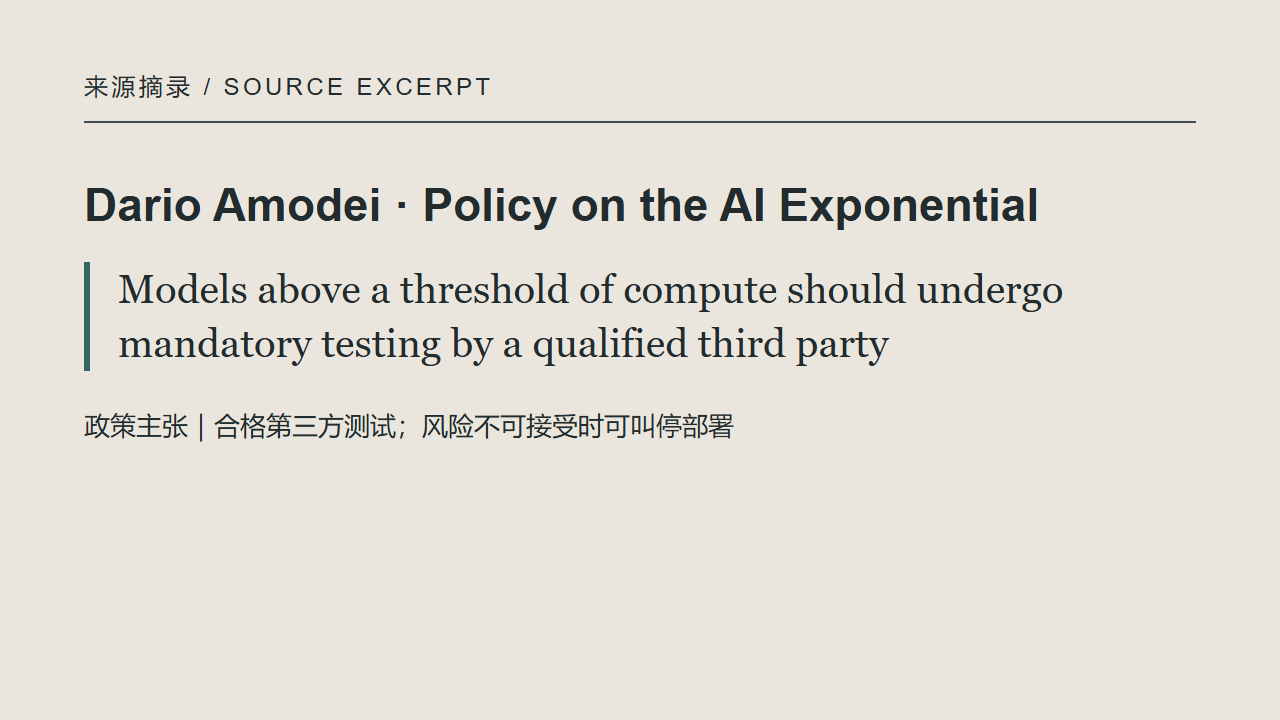 来源摘录 / SOURCE EXCERPT
Dario Amodei · Policy on the AI Exponential
Models above a threshold of compute should undergo
mandatory testing by a qualified third party
政策主张｜合格第三方测试；风险不可接受时可叫停部署